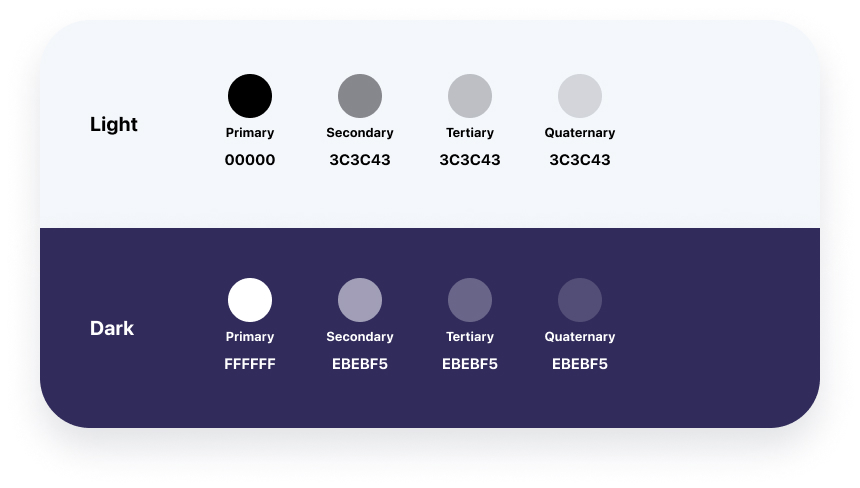 Light
Primary Secondary Tertiary Quaternary
00000 3C3C43 3C3C43 3C3C43
Dark
Primary Secondary Tertiary Quaternary
FFFFFF EBEBF5 EBEBF5 EBEBF5